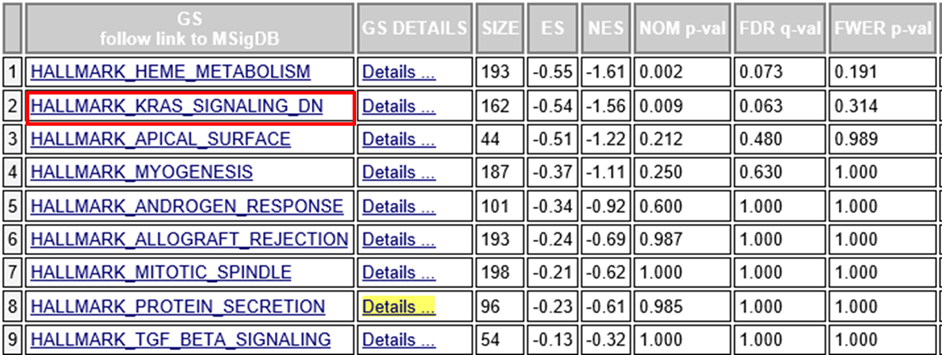 GS
follow link to MSigDB GS DETAILS SIZE ES NES NOM p-val FDR q-val FWER p-val
1 HALLMARK_HEME_METABOLISM Details ... 193 -0.55 -1.61 0.002 0.073 0.191
2 HALLMARK_KRAS_SIGNALING_DN Details ... 162 -0.54 -1.56 0.009 0.063 0.314
3 HALLMARK_APICAL_SURFACE Details ... 44 -0.51 -1.22 0.212 0.480 0.989
4 HALLMARK_MYOGENESIS Details ... 187 -0.37 -1.11 0.250 0.630 1.000
5 HALLMARK_ANDROGEN_RESPONSE Details ... 101 -0.34 -0.92 0.600 1.000 1.000
6 HALLMARK_ALLOGRAFT_REJECTION Details ... 193 -0.24 -0.69 0.987 1.000 1.000
7 HALLMARK_MITOTIC_SPINDLE Details ... 198 -0.21 -0.62 1.000 1.000 1.000
8 HALLMARK_PROTEIN_SECRETION Details ... 96 -0.23 -0.61 0.985 1.000 1.000
9 HALLMARK_TGF_BETA_SIGNALING Details ... 54 -0.13 -0.32 1.000 1.000 1.000